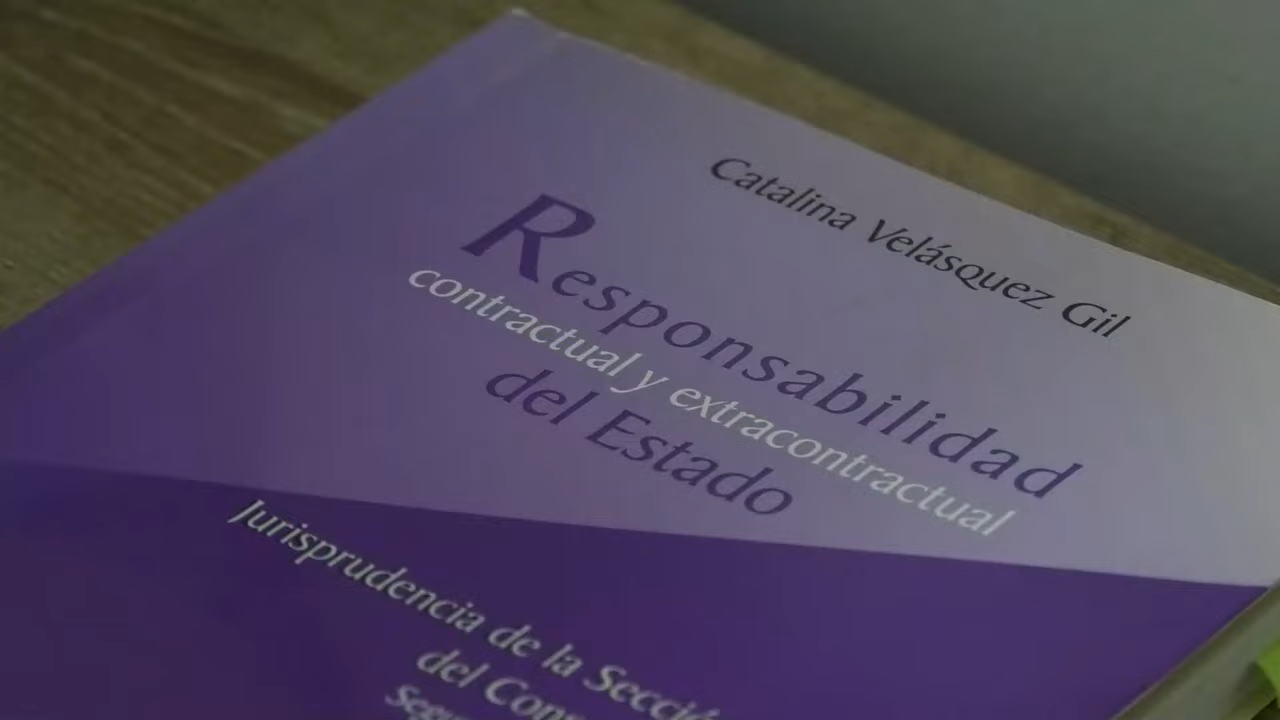 Catalina Velásquez Gil
Responsabilidad
contractual y extracontractual
del Estado
Jurisprudencia de la
del